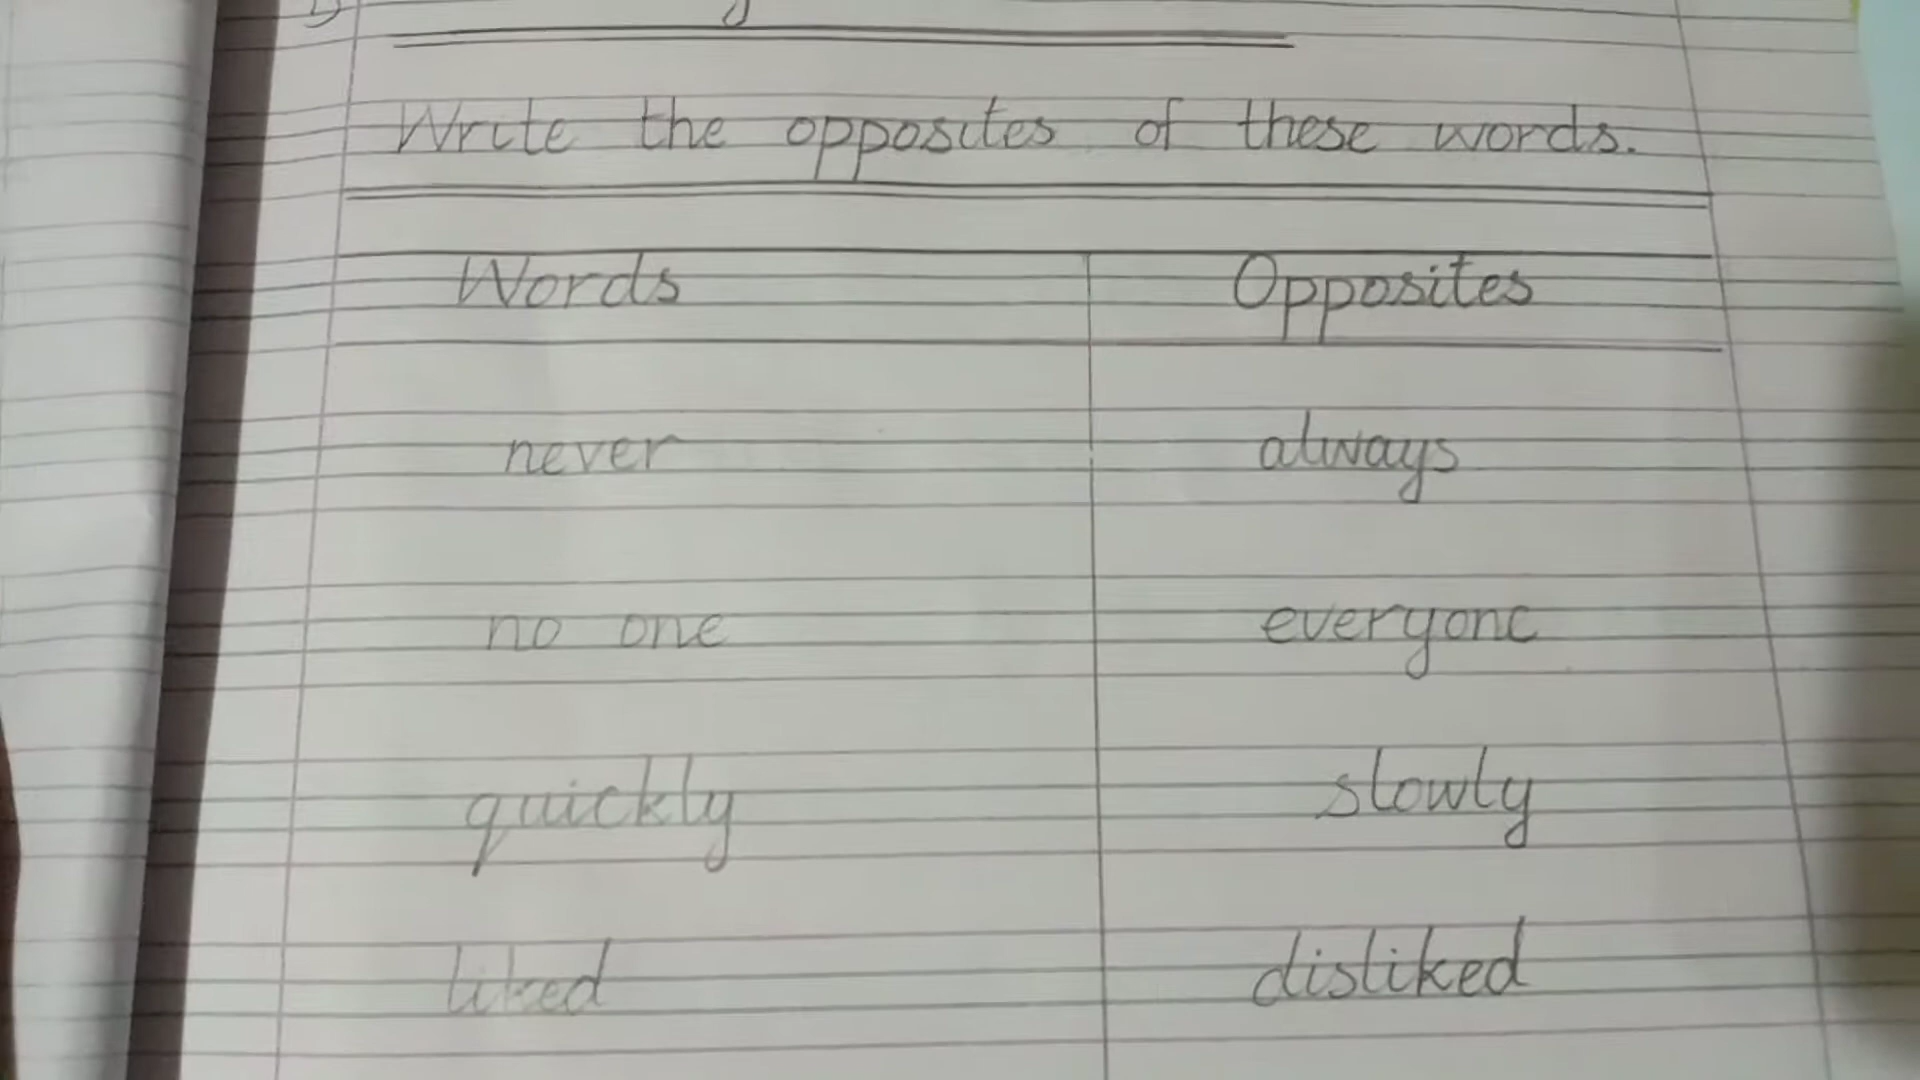 Write the opposites of these words.
Words Opposites
never always
no one everyone
quickly slowly
liked disliked